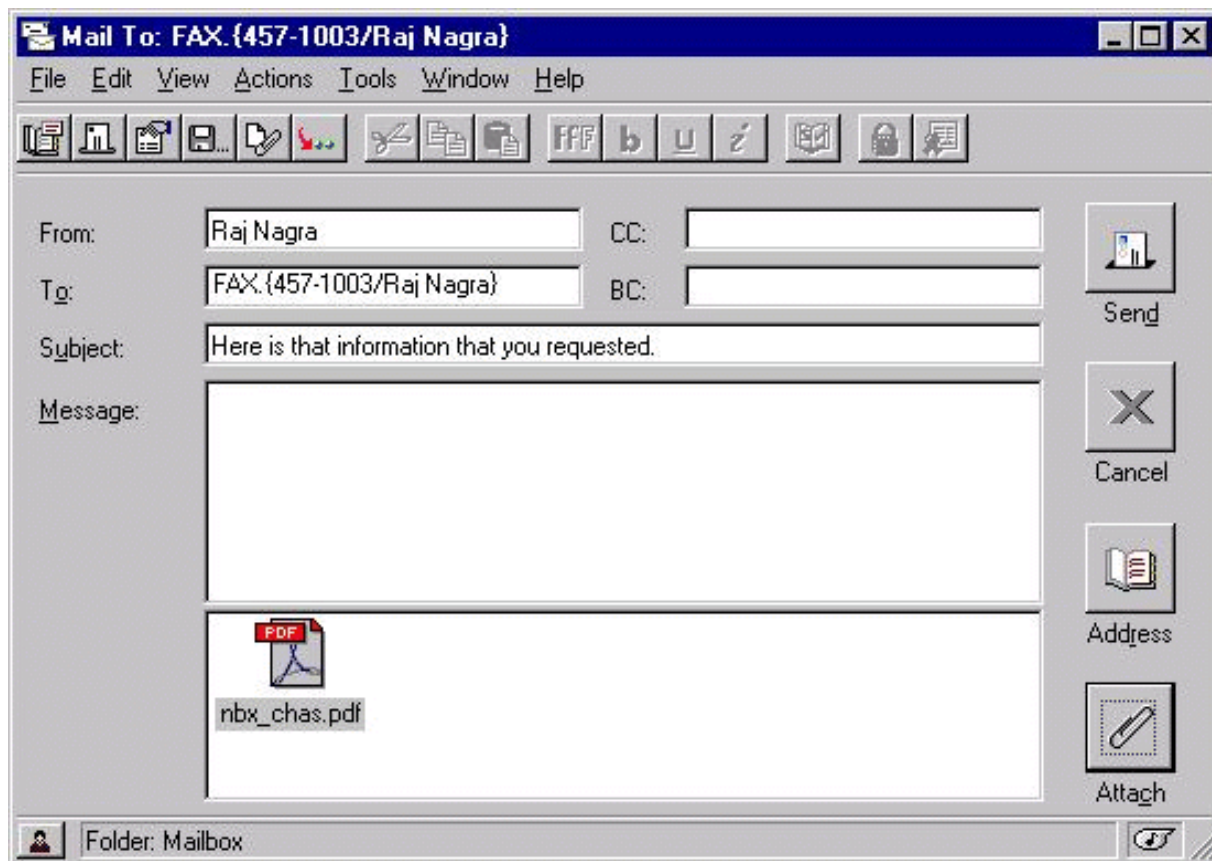 Mail To: FAX.{457-1003/Raj Nagra}
File Edit View Actions Tools Window Help
From: Raj Nagra CC:
To: FAX.{457-1003/Raj Nagra} BC:
Subject: Here is that information that you requested.
Message:
Send
Cancel
Address
PDF
nbx_chas.pdf
Attach
Folder: Mailbox